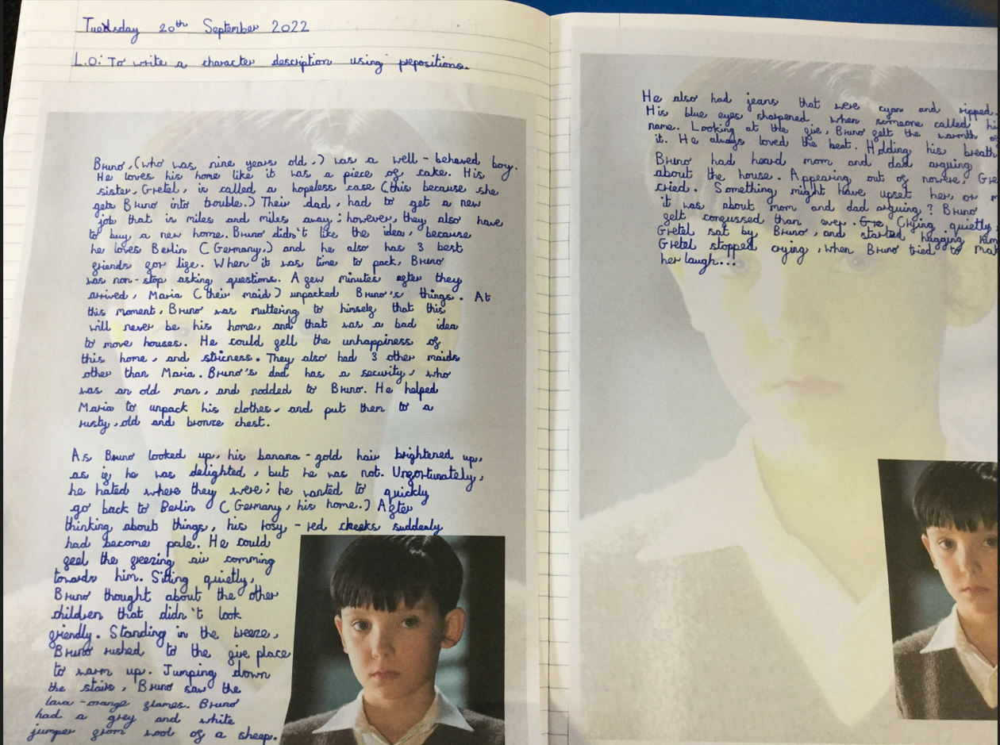 Tuesday 20th September 2022
L.O: To write a character description using prepositions.
Bruno, (who was nine years old,) was a well-behaved boy.
He loves his home like it was a piece of cake. His
sister, Gretel, is called a hopeless case (this because she
gets Bruno into trouble.) Their dad, had to get a new
job that is miles and miles away; however, they also have
to buy a new home. Bruno didn't like the idea, because
he loves Berlin (Germany,) and he also has 3 best
friends for life. When it was time to pack, Bruno
was non-stop asking questions. A few minutes after they
arrived, Maria (their maid) unpacked Bruno's things. At
this moment, Bruno was muttering to himself that this
will never be his home, and that was a bad idea
to move houses. He could fell the unhappiness of
this home, and stricness. They also had 3 other maids
other than Maria. Bruno's dad has a security, who
was an old man, and nodded to Bruno. He helped
Maria to unpack his clothes, and put them to a
rusty, old and bronze chest.
As Bruno looked up, his banana-gold hair brightened up,
as if he was delighted, but he was not. Unfortunately,
he hated where they were; he wanted to quickly
go back to Berlin (Germany, his home.) After
thinking about things, his rosy-red cheeks suddenly
had become pale. He could
feel the freezing air comming
towards him. Sitting quietly,
Bruno thought about the other
children that didn't look
friendly. Standing in the breeze,
Bruno rushed to the fire place
to warm up. Jumping down
the stairs, Bruno saw the
lava-orange flames. Bruno
had a grey and white
jumper from wool of a sheep.
He also had jeans that were cyan and ripped.
His blue eyes sharpened when someone called hi
name. Looking at the fire, Bruno felt the warmth of
it. He always loved the heat. Holding his breath
Bruno had heard mom and dad arguing
about the house. Appearing out of nowere, Gre
cried. Something might have upset her, or m
it was about mom and dad arguing? Bruno
felt confussed than ever. Gre Crying quietly,
Gretel sat by Bruno, and started hugging him
Gretel stopped crying, when Bruno tried to mak
her laugh...